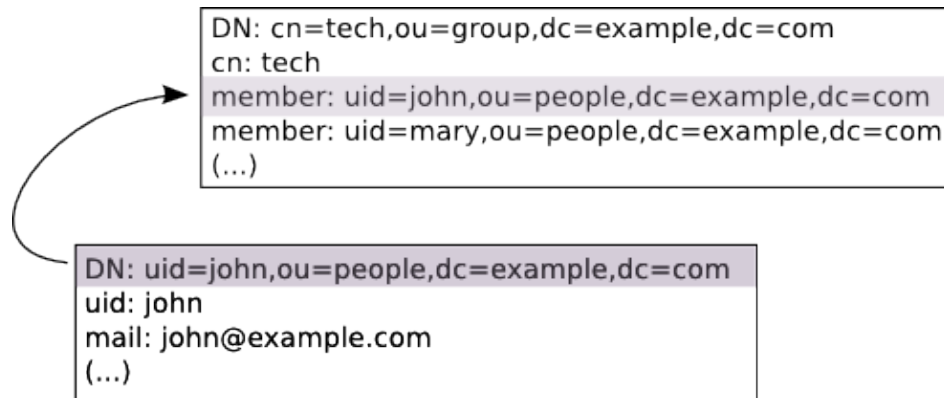 DN: cn=tech,ou=group,dc=example,dc=com
cn: tech
member: uid=john,ou=people,dc=example,dc=com
member: uid=mary,ou=people,dc=example,dc=com
(...)
DN: uid=john,ou=people,dc=example,dc=com
uid: john
mail: john@example.com
(...)